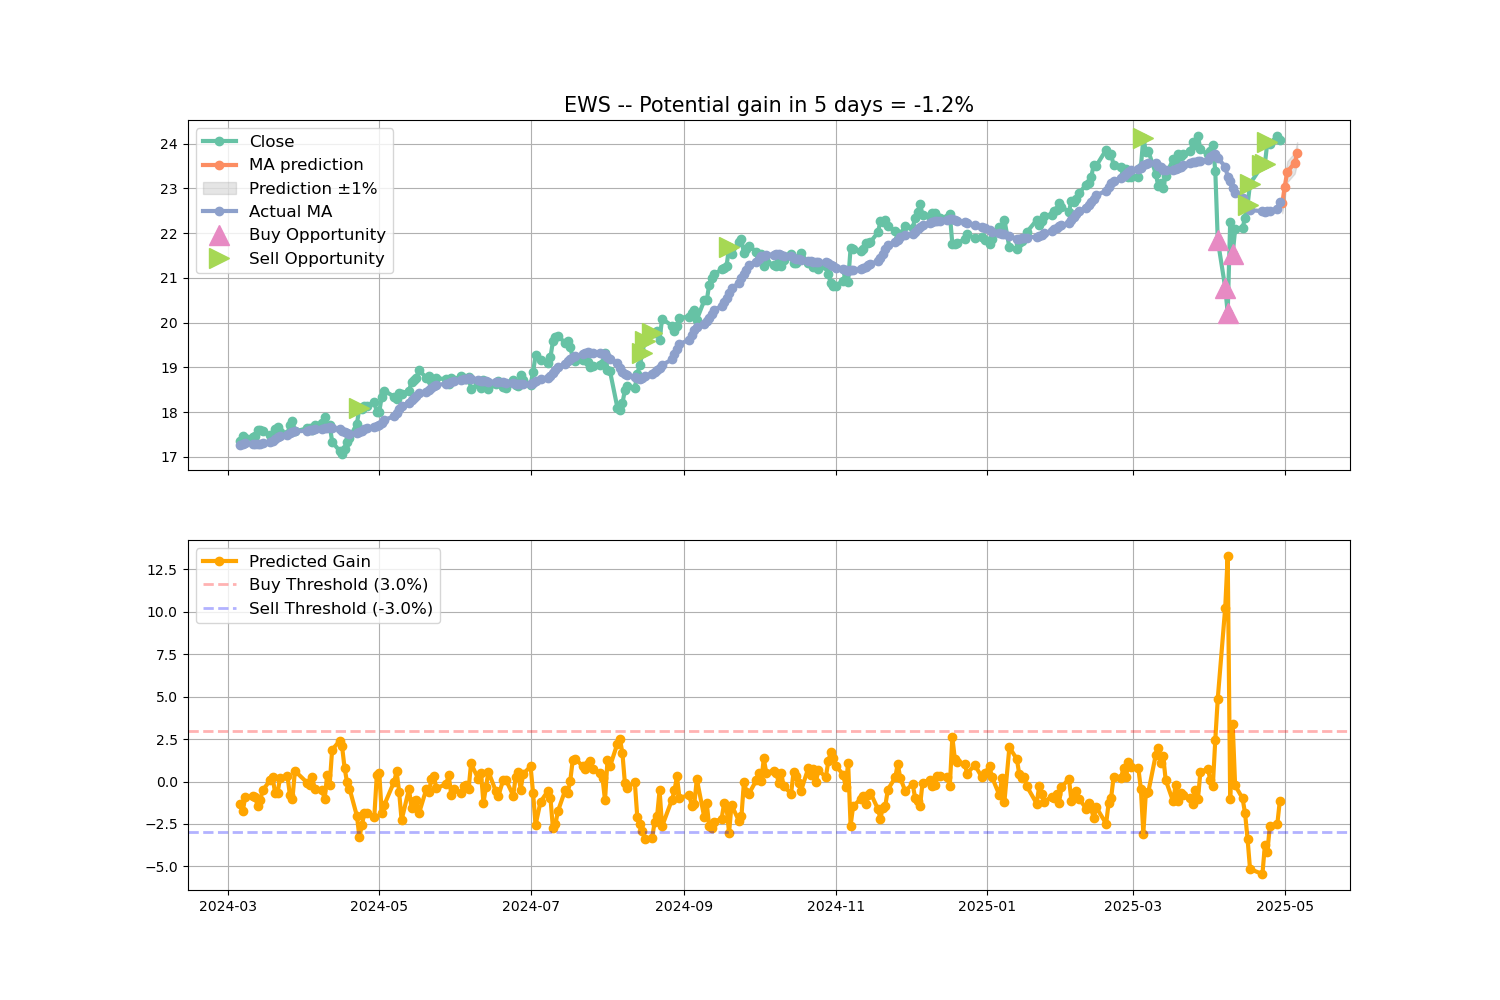 EWS -- Potential gain in 5 days = -1.2%
Close
MA prediction
Prediction ±1%
Actual MA
Buy Opportunity
Sell Opportunity
24
23
22
21
20
19
18
17
Predicted Gain
Buy Threshold (3.0%)
Sell Threshold (-3.0%)
12.5
10.0
7.5
5.0
2.5
0.0
−2.5
−5.0
2024-03 2024-05 2024-07 2024-09 2024-11 2025-01 2025-03 2025-05